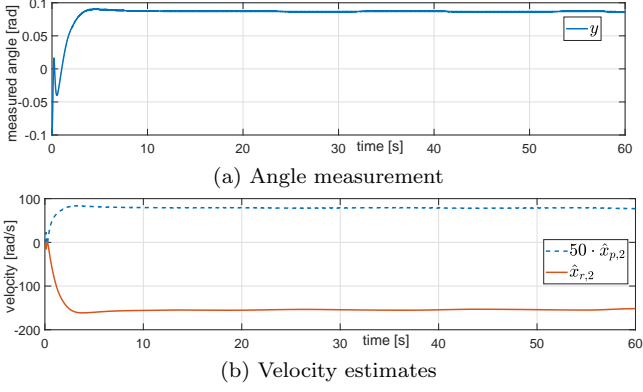 0.1
0.05
0
-0.05
-0.1
measured angle [rad]
y
0 10 20 30 40 50 60
time [s]
(a) Angle measurement
100
0
-100
-200
velocity [rad/s]
50 · x̂_{p,2}
x̂_{r,2}
time [s]
0 10 20 30 40 50 60
(b) Velocity estimates